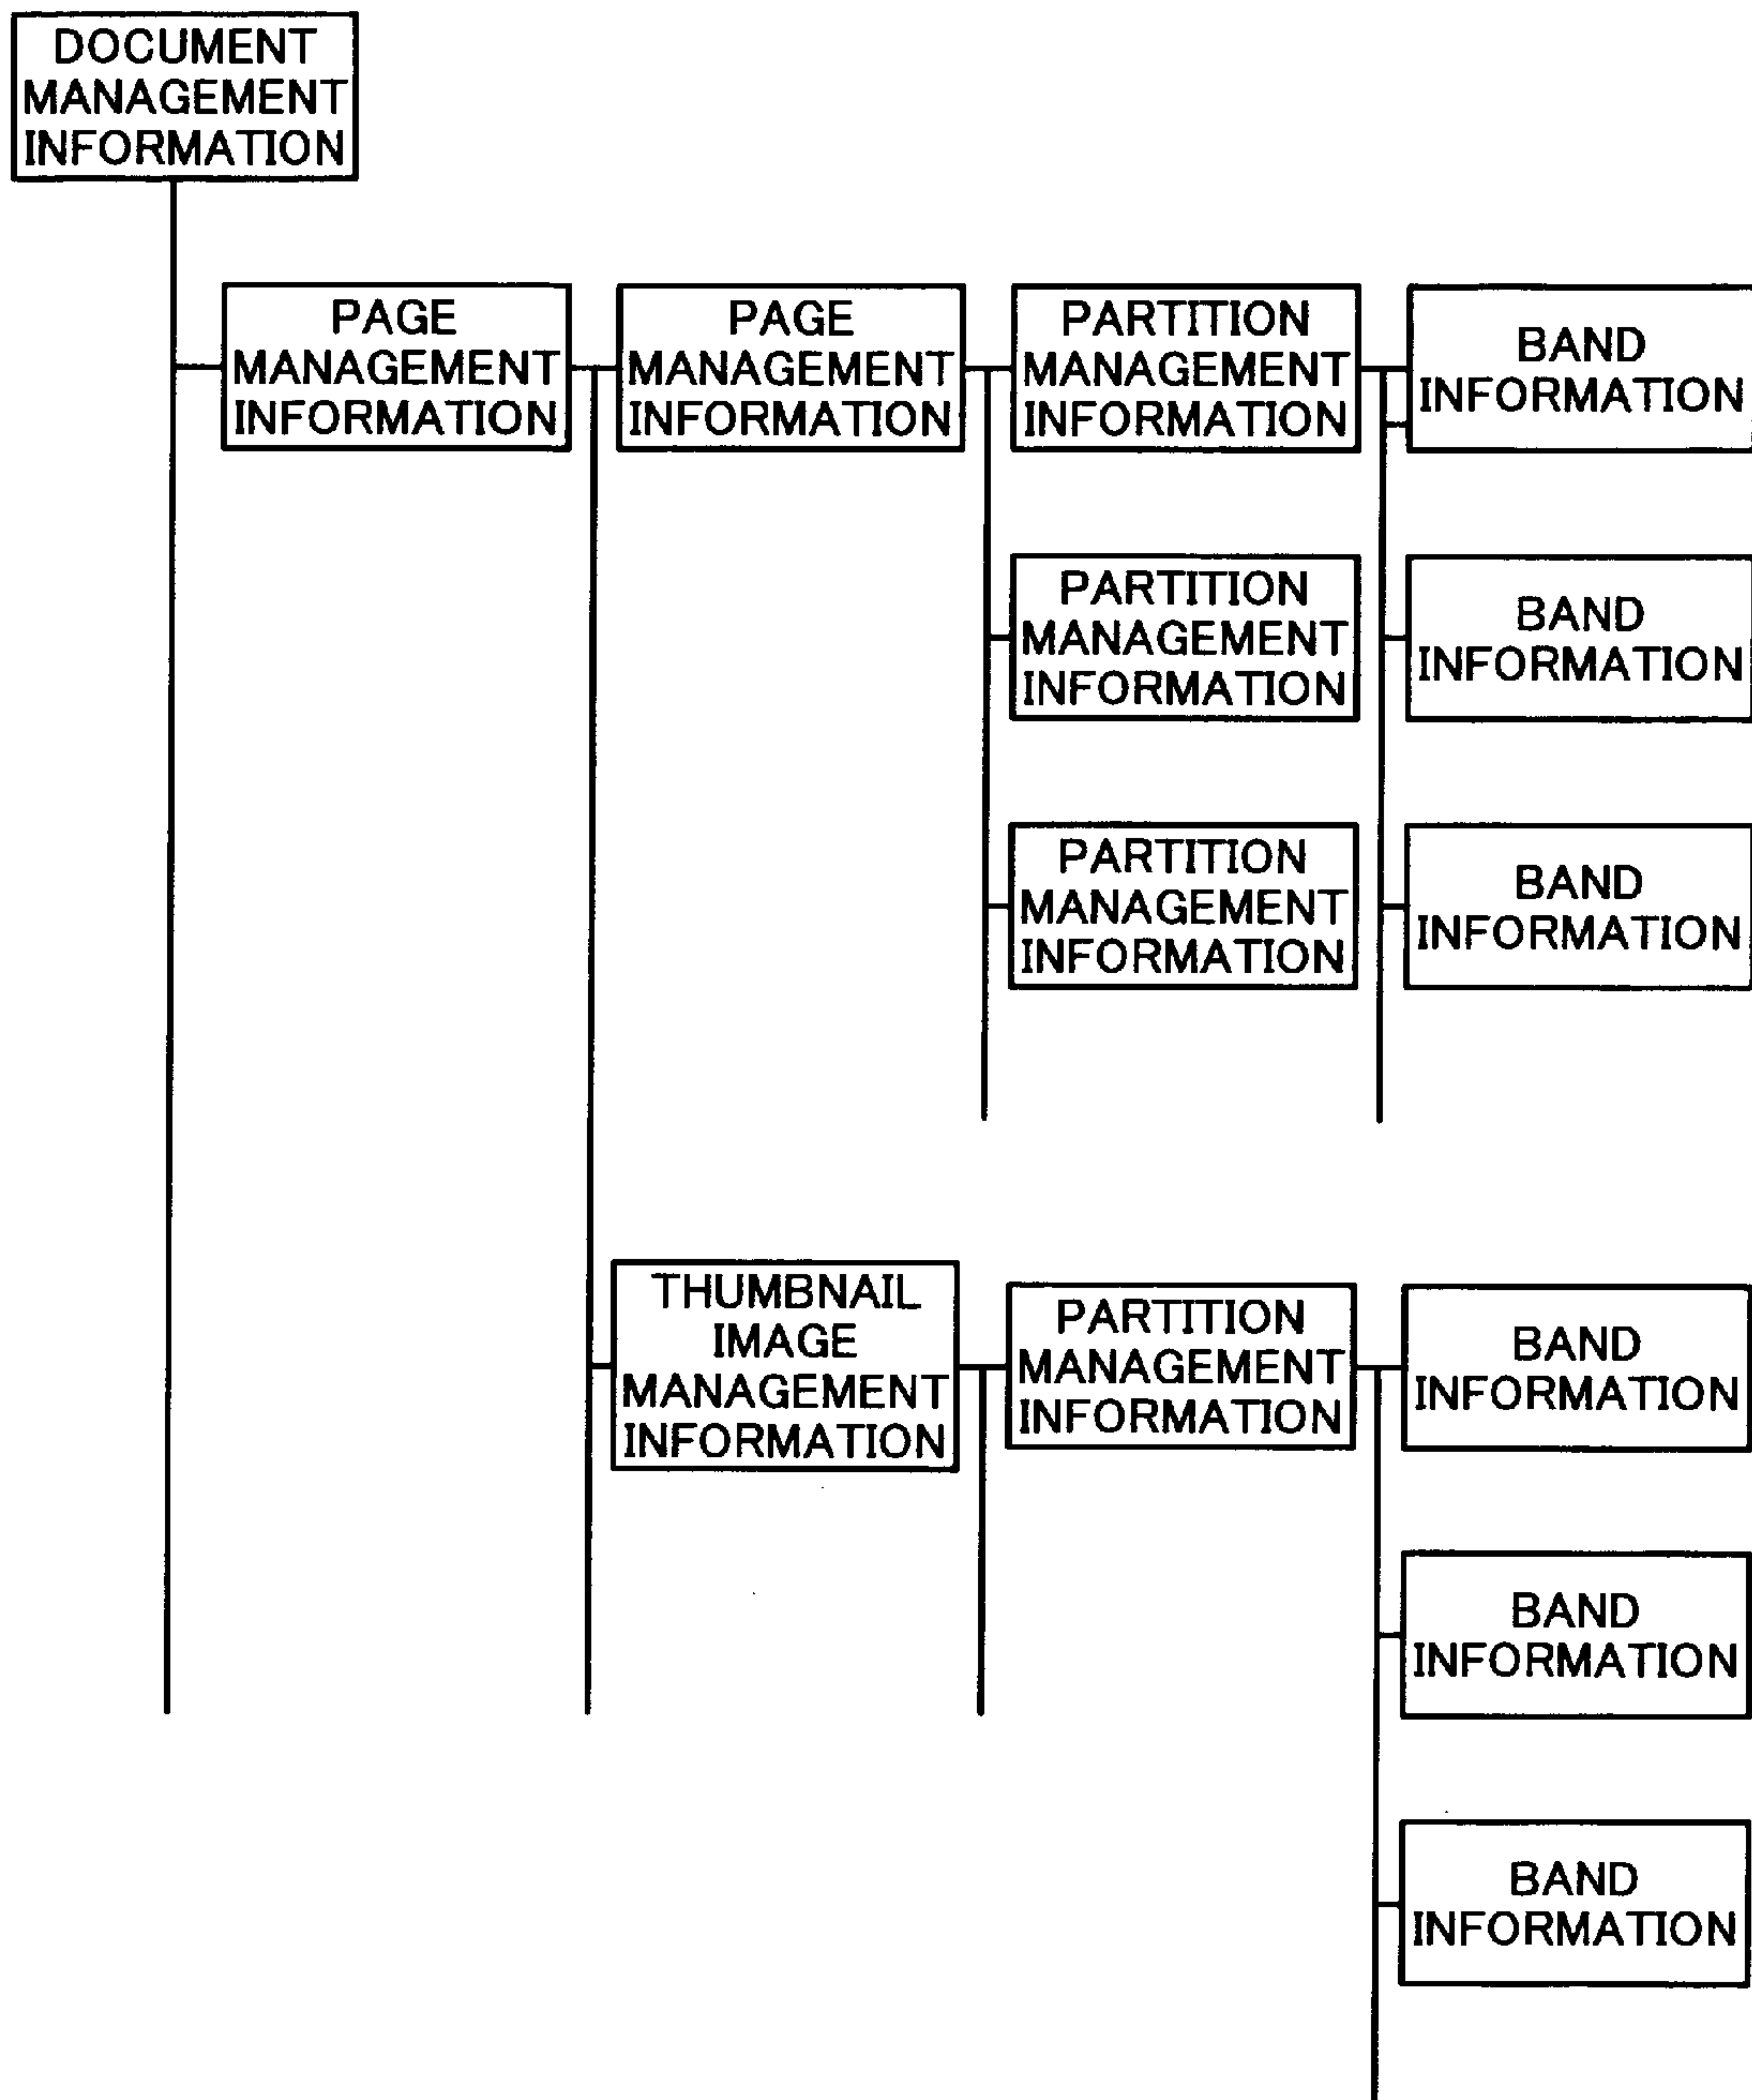 DOCUMENT
MANAGEMENT
INFORMATION
PAGE
MANAGEMENT
INFORMATION
PAGE
MANAGEMENT
INFORMATION
PARTITION
MANAGEMENT
INFORMATION
BAND
INFORMATION
PARTITION
MANAGEMENT
INFORMATION
BAND
INFORMATION
PARTITION
MANAGEMENT
INFORMATION
BAND
INFORMATION
THUMBNAIL
IMAGE
MANAGEMENT
INFORMATION
PARTITION
MANAGEMENT
INFORMATION
BAND
INFORMATION
BAND
INFORMATION
BAND
INFORMATION